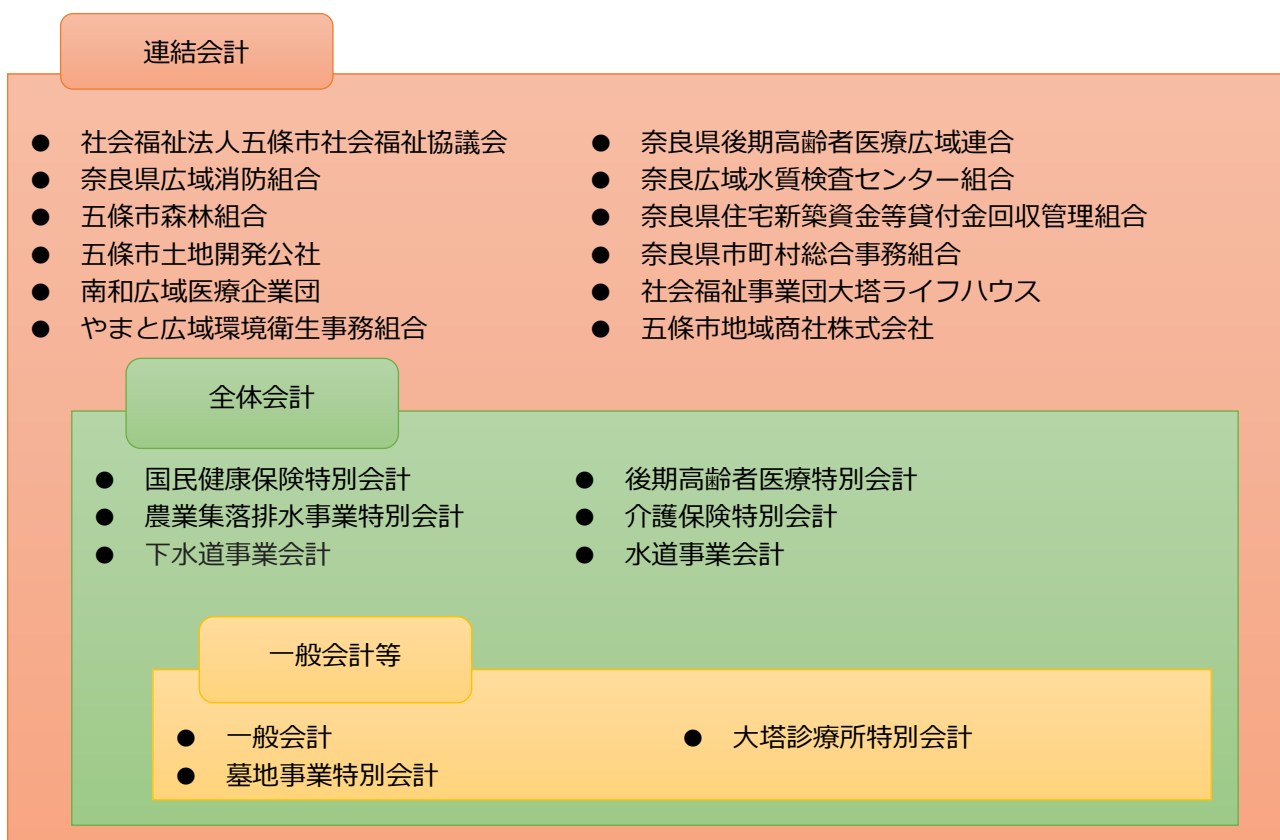 連結会計
● 社会福祉法人五條市社会福祉協議会
● 奈良県広域消防組合
● 五條市森林組合
● 五條市土地開発公社
● 南和広域医療企業団
● やまと広域環境衛生事務組合
● 奈良県後期高齢者医療広域連合
● 奈良広域水質検査センター組合
● 奈良県住宅新築資金等貸付金回収管理組合
● 奈良県市町村総合事務組合
● 社会福祉事業団大塔ライフハウス
● 五條市地域商社株式会社
全体会計
● 国民健康保険特別会計
● 農業集落排水事業特別会計
● 下水道事業会計
● 後期高齢者医療特別会計
● 介護保険特別会計
● 水道事業会計
一般会計等
● 一般会計
● 墓地事業特別会計
● 大塔診療所特別会計